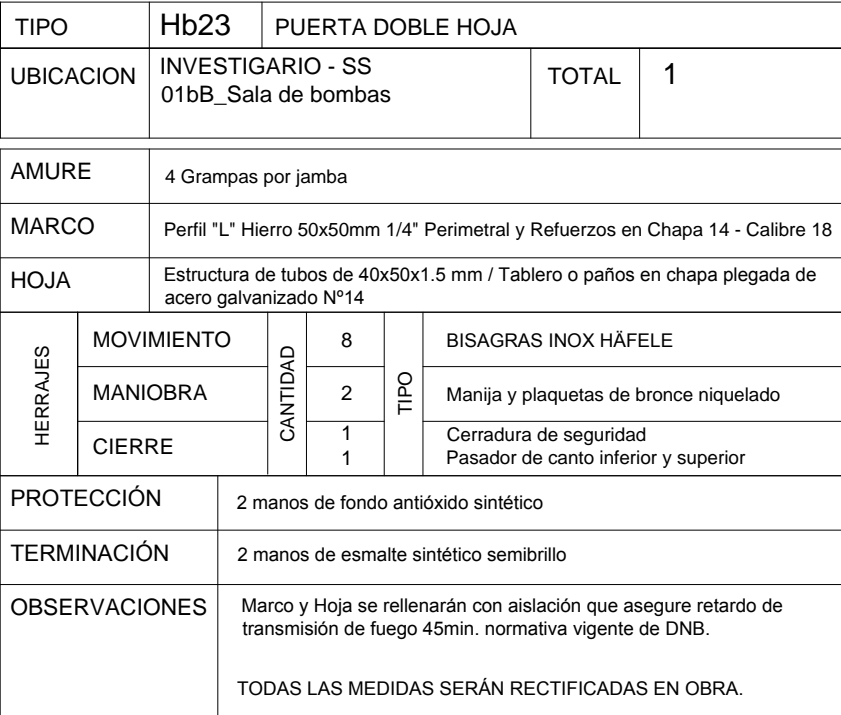 TIPO Hb23 PUERTA DOBLE HOJA
UBICACION INVESTIGARIO - SS
01bB_Sala de bombas
TOTAL 1
AMURE 4 Grampas por jamba
MARCO Perfil "L" Hierro 50x50mm 1/4" Perimetral y Refuerzos en Chapa 14 - Calibre 18
HOJA Estructura de tubos de 40x50x1.5 mm / Tablero o paños en chapa plegada de
acero galvanizado Nº14
HERRAJES
MOVIMIENTO
MANIOBRA
CIERRE
CANTIDAD
8
2
1
1
TIPO
BISAGRAS INOX HÄFELE
Manija y plaquetas de bronce niquelado
Cerradura de seguridad
Pasador de canto inferior y superior
PROTECCIÓN 2 manos de fondo antióxido sintético
TERMINACIÓN 2 manos de esmalte sintético semibrillo
OBSERVACIONES Marco y Hoja se rellenarán con aislación que asegure retardo de
transmisión de fuego 45min. normativa vigente de DNB.
TODAS LAS MEDIDAS SERÁN RECTIFICADAS EN OBRA.